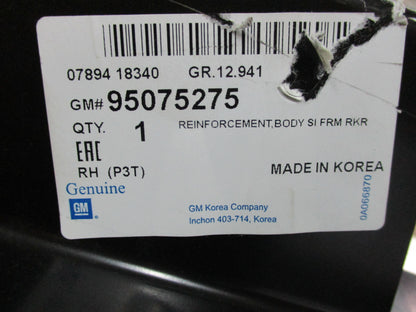 07894 18340 GR.12.941
GM# 95075275
QTY. 1 REINFORCEMENT,BODY SI FRM RKR
EAC
RH (P3T) MADE IN KOREA
Genuine
GM
GM Korea Company
Inchon 403-714, Korea
0A066870